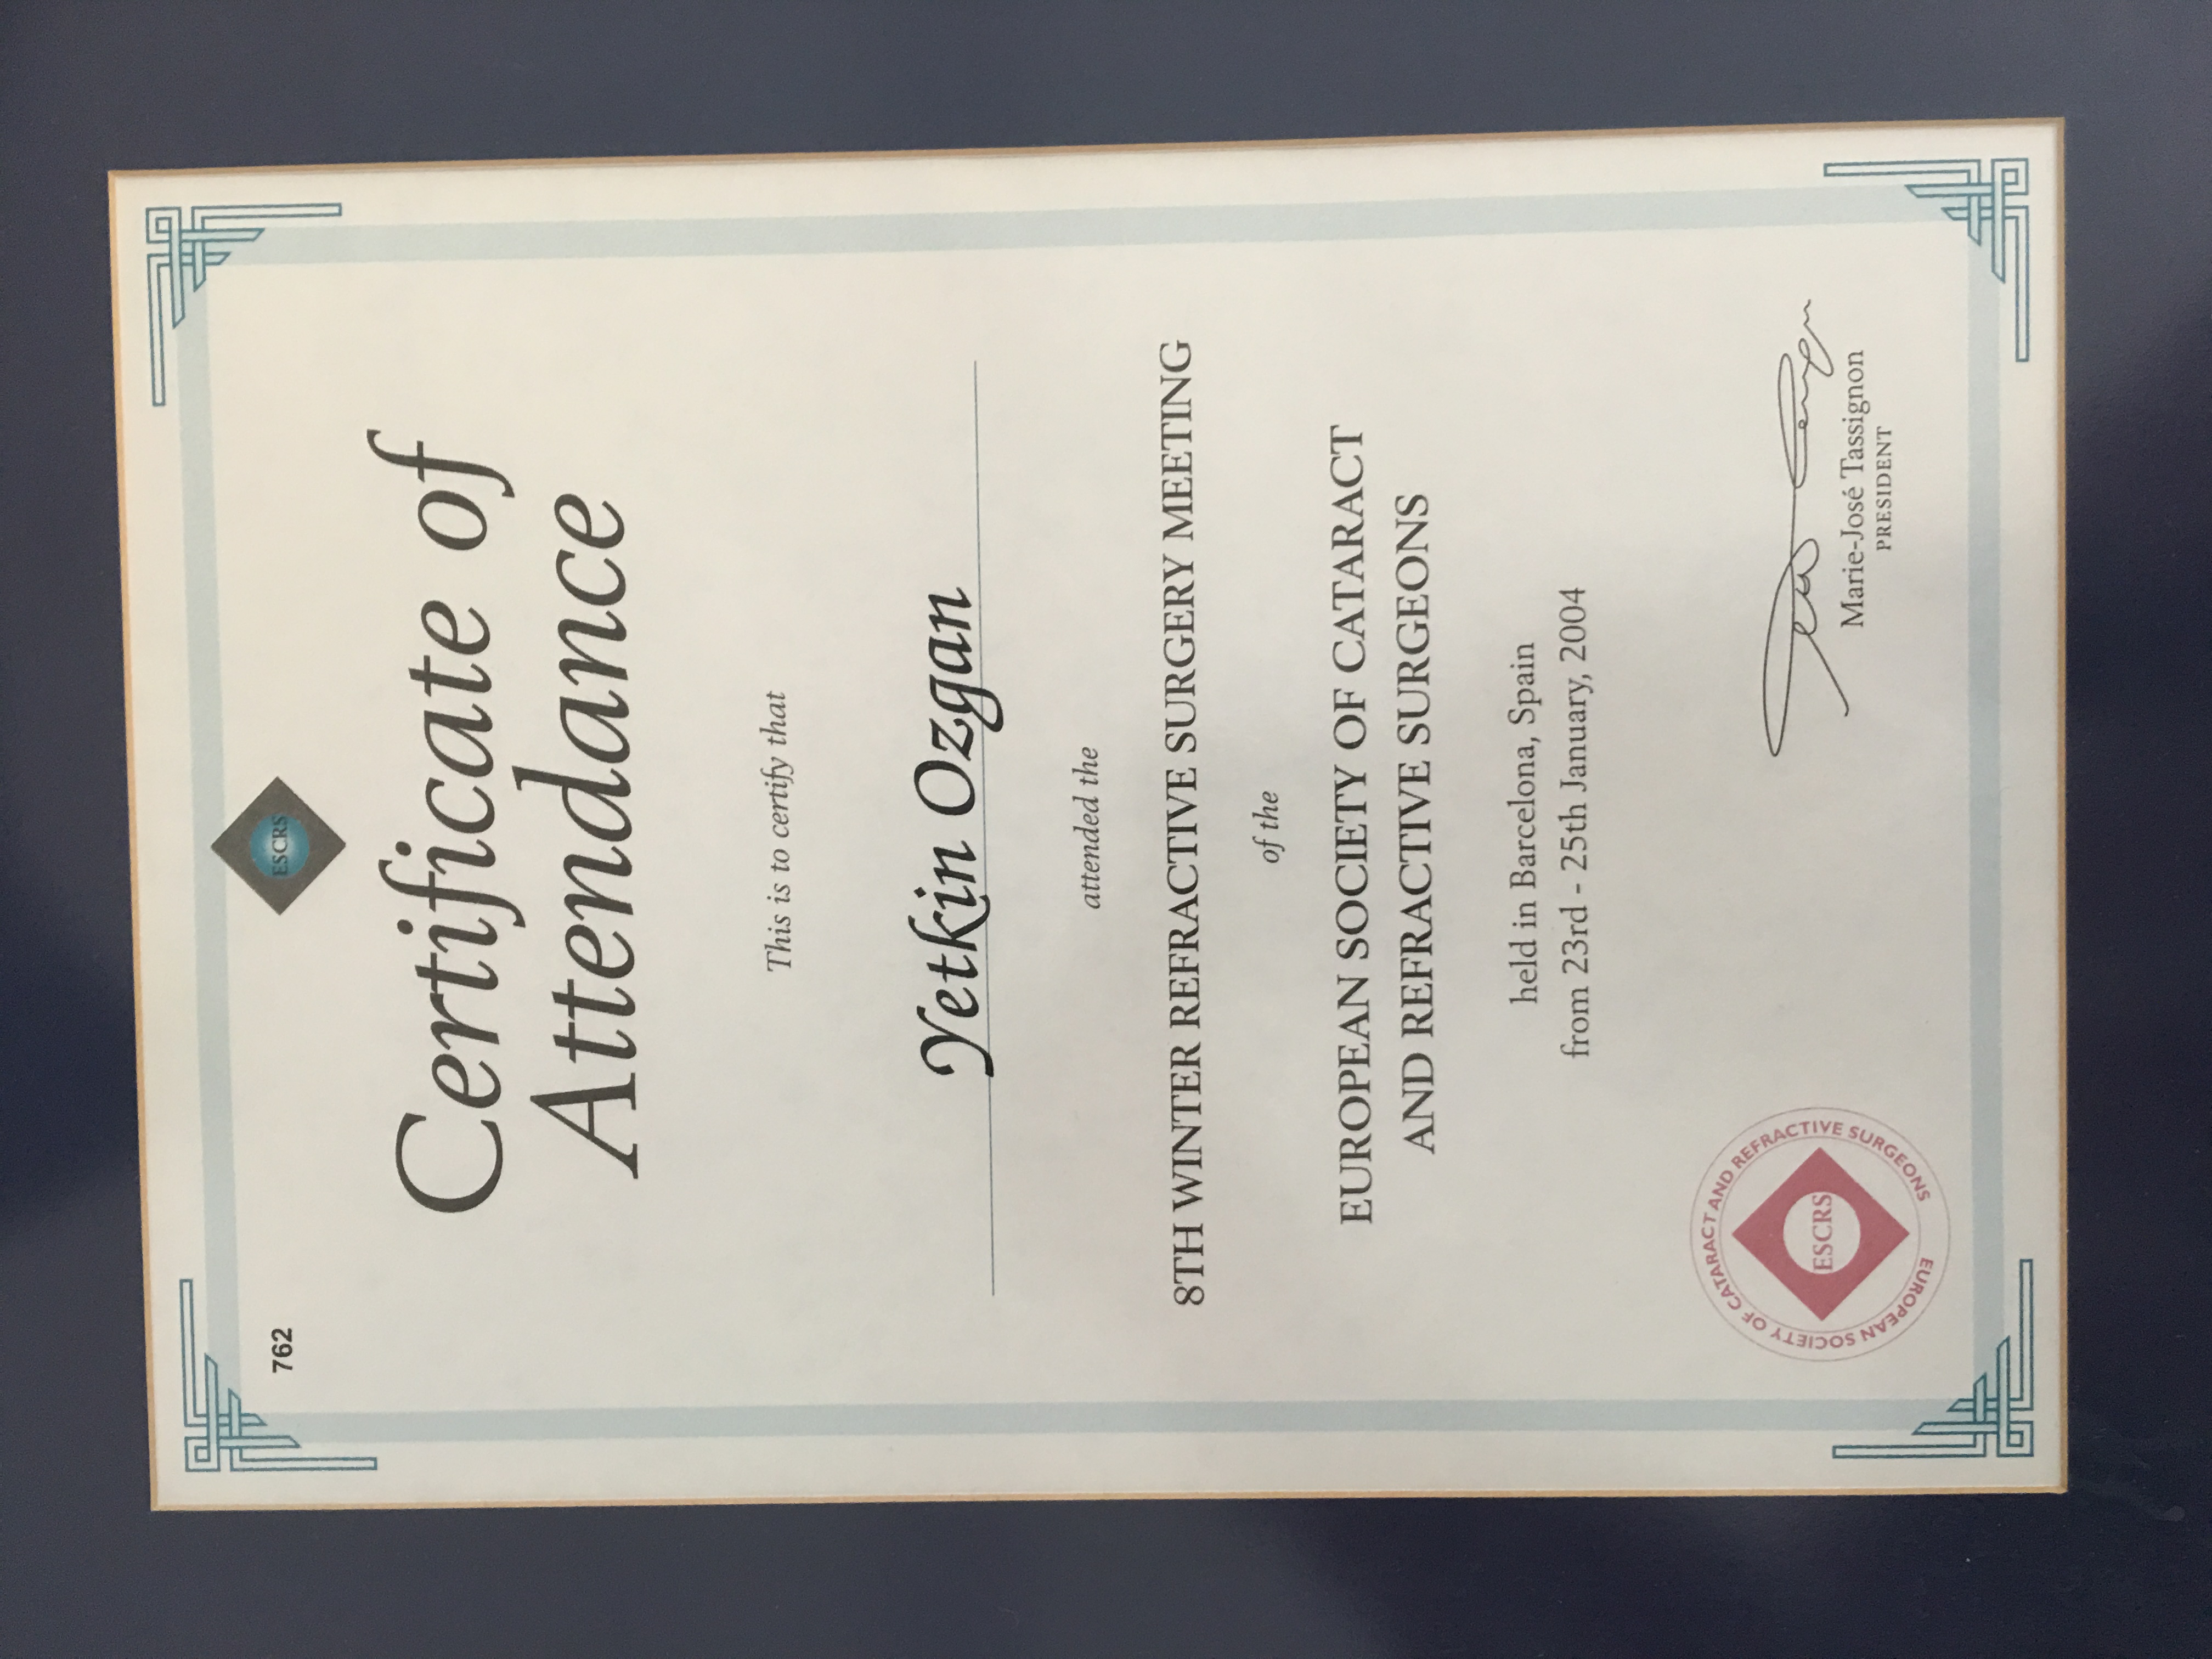 762
ESCRS
Certificate of
Attendance
This is to certify that
Yetkin Ozgan
attended the
8TH WINTER REFRACTIVE SURGERY MEETING
of the
EUROPEAN SOCIETY OF CATARACT
AND REFRACTIVE SURGEONS
held in Barcelona, Spain
from 23rd - 25th January, 2004
EUROPEAN SOCIETY OF CATARACT AND REFRACTIVE SURGEONS
ESCRS
Marie-José Tassignon
PRESIDENT